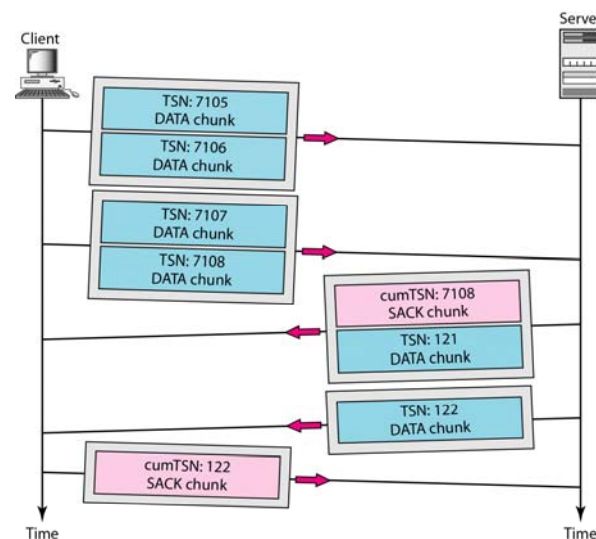 Client
Serve
TSN: 7105
DATA chunk
TSN: 7106
DATA chunk
TSN: 7107
DATA chunk
TSN: 7108
DATA chunk
cumTSN: 7108
SACK chunk
TSN: 121
DATA chunk
TSN: 122
DATA chunk
cumTSN: 122
SACK chunk
Time
Time